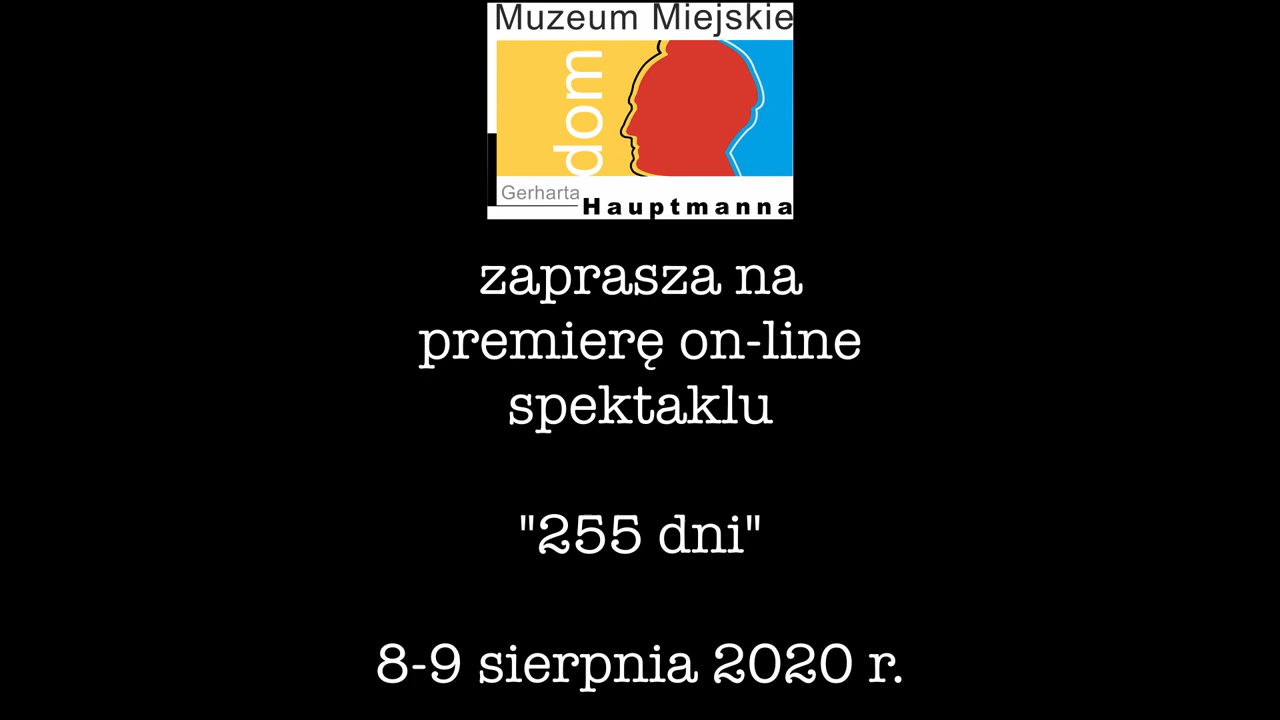 Muzeum Miejskie
dom
Gerharta
Hauptmanna
zaprasza na
premierę on-line
spektaklu
"255 dni"
8-9 sierpnia 2020 r.